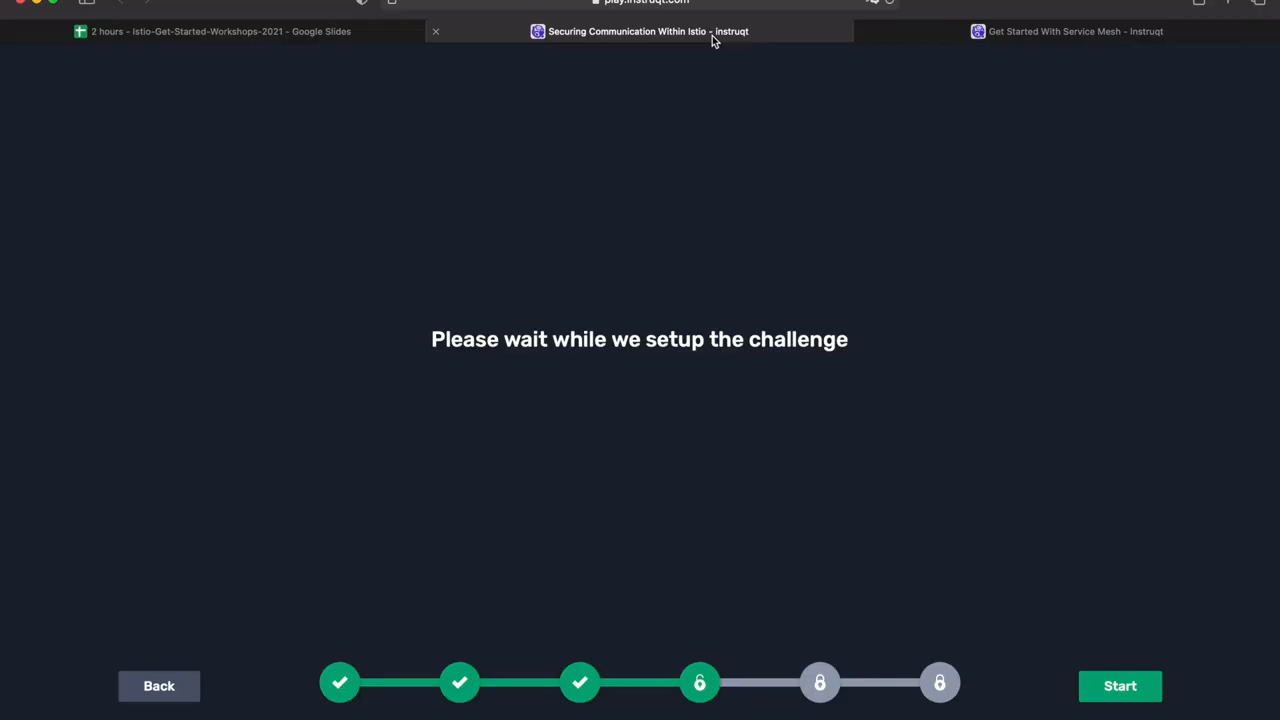 play.instruqt.com
2 hours - Istio-Get-Started-Workshops-2021 - Google Slides
Securing Communication Within Istio - Instruqt
Get Started With Service Mesh - Instruqt
Please wait while we setup the challenge
Back
Start